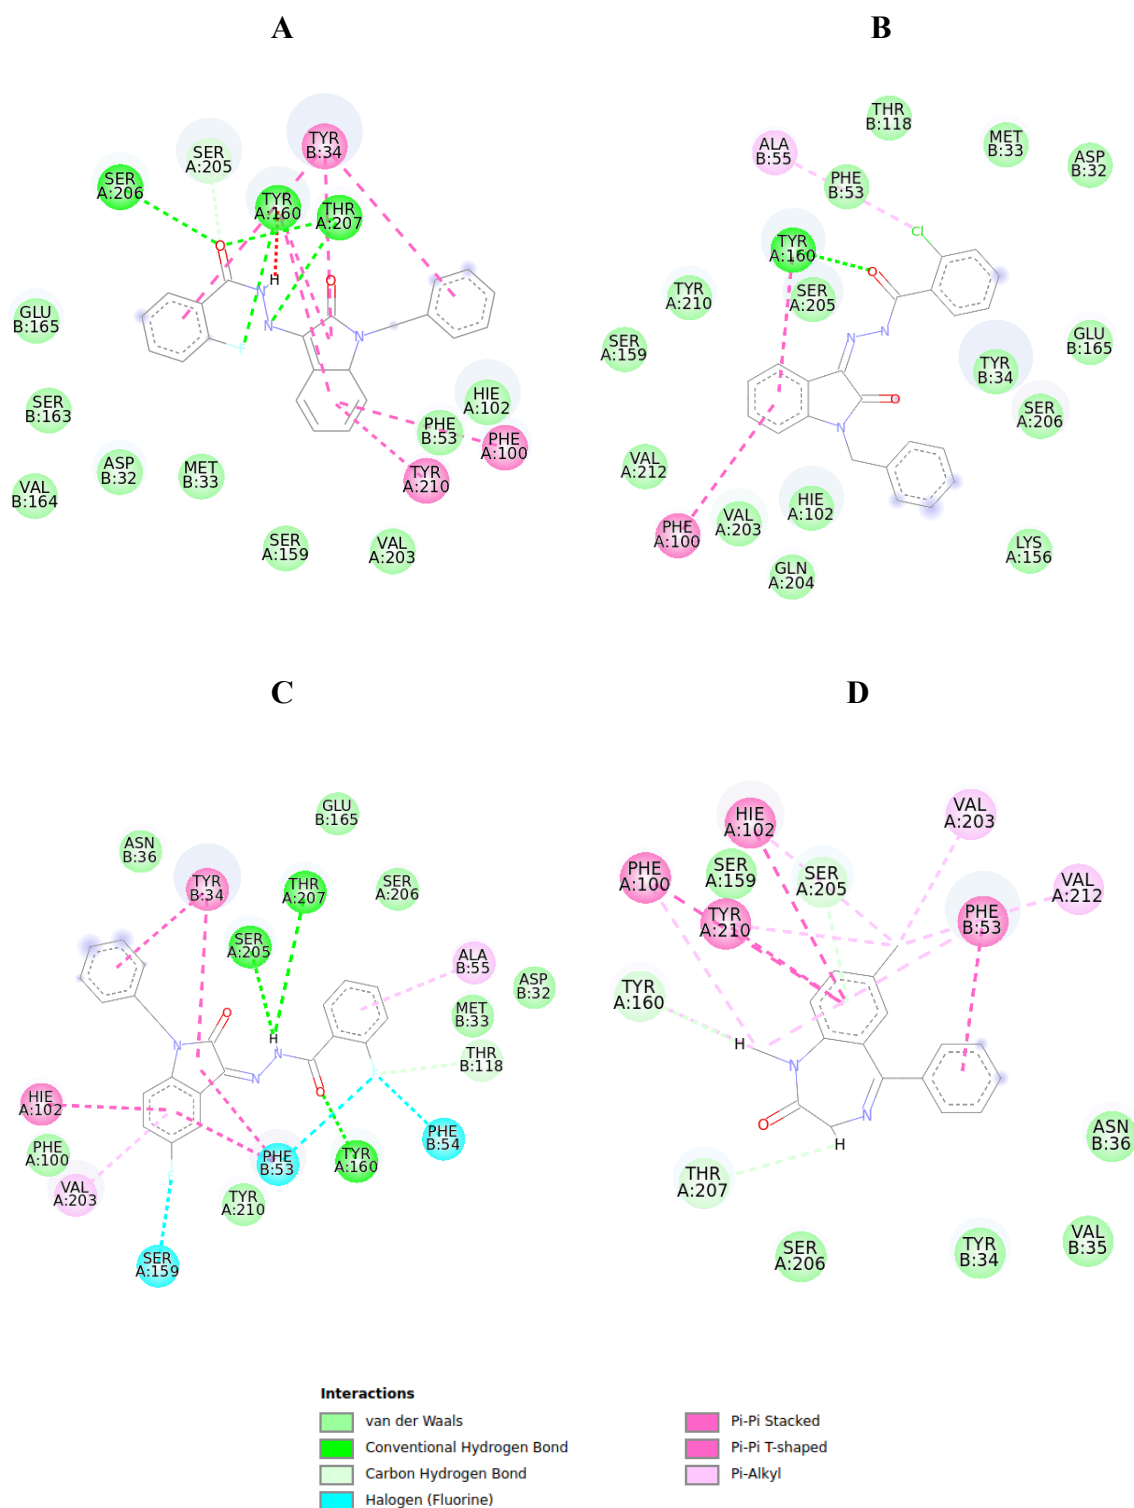 A
B
TYR
B:34
SER
A:205
SER
A:206
TYR
A:160
THR
A:207
O
H
O
N
N
N
F
GLU
B:165
SER
B:163
VAL
B:164
ASP
B:32
MET
B:33
HIE
A:102
PHE
B:53
PHE
A:100
TYR
A:210
SER
A:159
VAL
A:203
THR
B:118
MET
B:33
ASP
B:32
ALA
B:55
PHE
B:53
Cl
TYR
A:160
O
TYR
A:210
SER
A:205
SER
A:159
N
N
TYR
B:34
GLU
B:165
SER
A:206
O
N
VAL
A:212
HIE
A:102
VAL
A:203
PHE
A:100
GLN
A:204
LYS
A:156
C
D
GLU
B:165
ASN
B:36
TYR
B:34
THR
A:207
SER
A:206
SER
A:205
ALA
B:55
ASP
B:32
MET
B:33
THR
B:118
O
H
N
N
N
O
F
HIE
A:102
PHE
A:100
VAL
A:203
F
PHE
B:53
TYR
A:160
PHE
B:54
TYR
A:210
SER
A:159
HIE
A:102
VAL
A:203
PHE
A:100
SER
A:159
SER
A:205
VAL
A:212
TYR
A:210
PHE
B:53
TYR
A:160
H
N
O
N
H
THR
A:207
ASN
B:36
SER
A:206
TYR
B:34
VAL
B:35
Interactions
van der Waals
Conventional Hydrogen Bond
Carbon Hydrogen Bond
Halogen (Fluorine)
Pi-Pi Stacked
Pi-Pi T-shaped
Pi-Alkyl